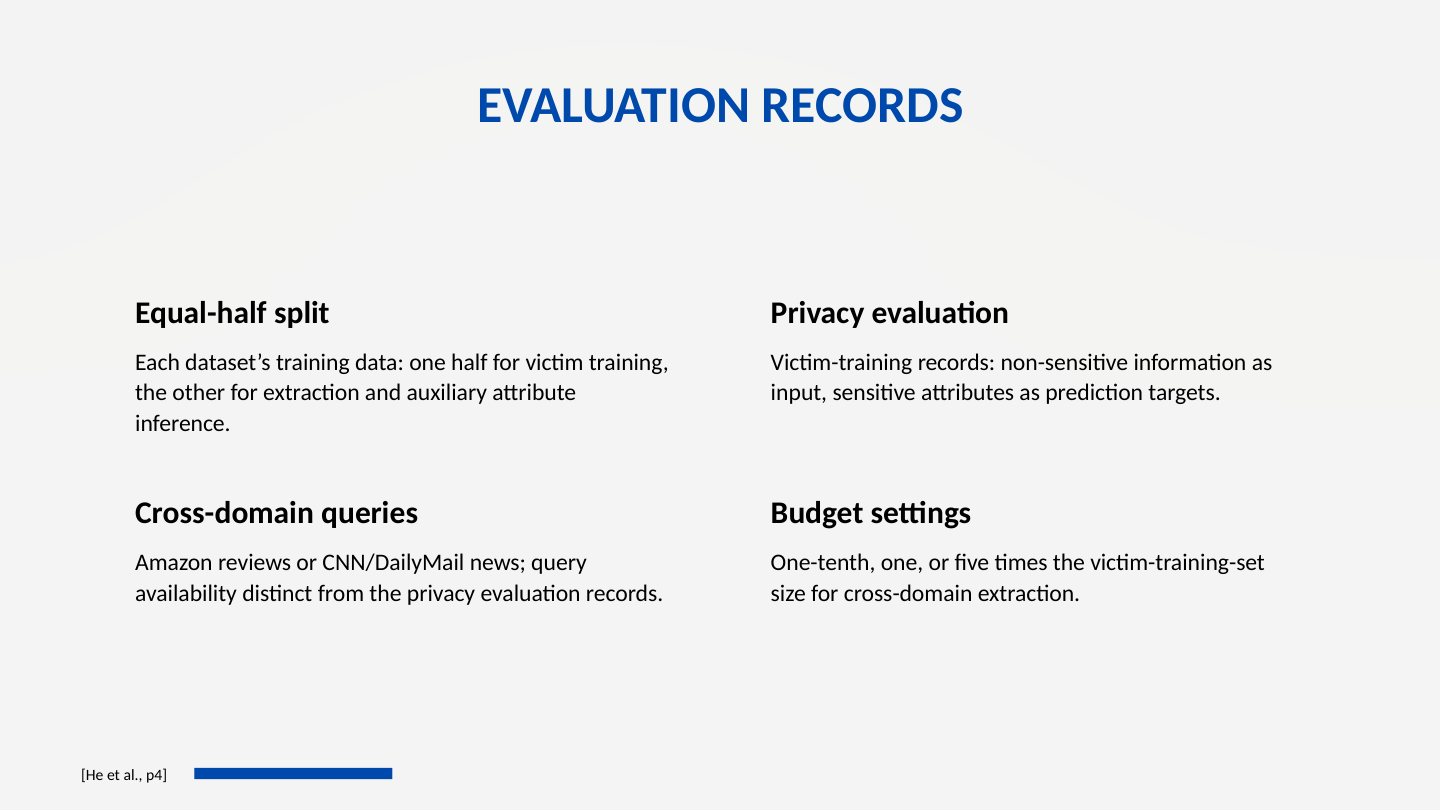 EVALUATION RECORDS
Equal-half split
Each dataset’s training data: one half for victim training,
the other for extraction and auxiliary attribute
inference.
Privacy evaluation
Victim-training records: non-sensitive information as
input, sensitive attributes as prediction targets.
Cross-domain queries
Amazon reviews or CNN/DailyMail news; query
availability distinct from the privacy evaluation records.
Budget settings
One-tenth, one, or five times the victim-training-set
size for cross-domain extraction.
[He et al., p4]